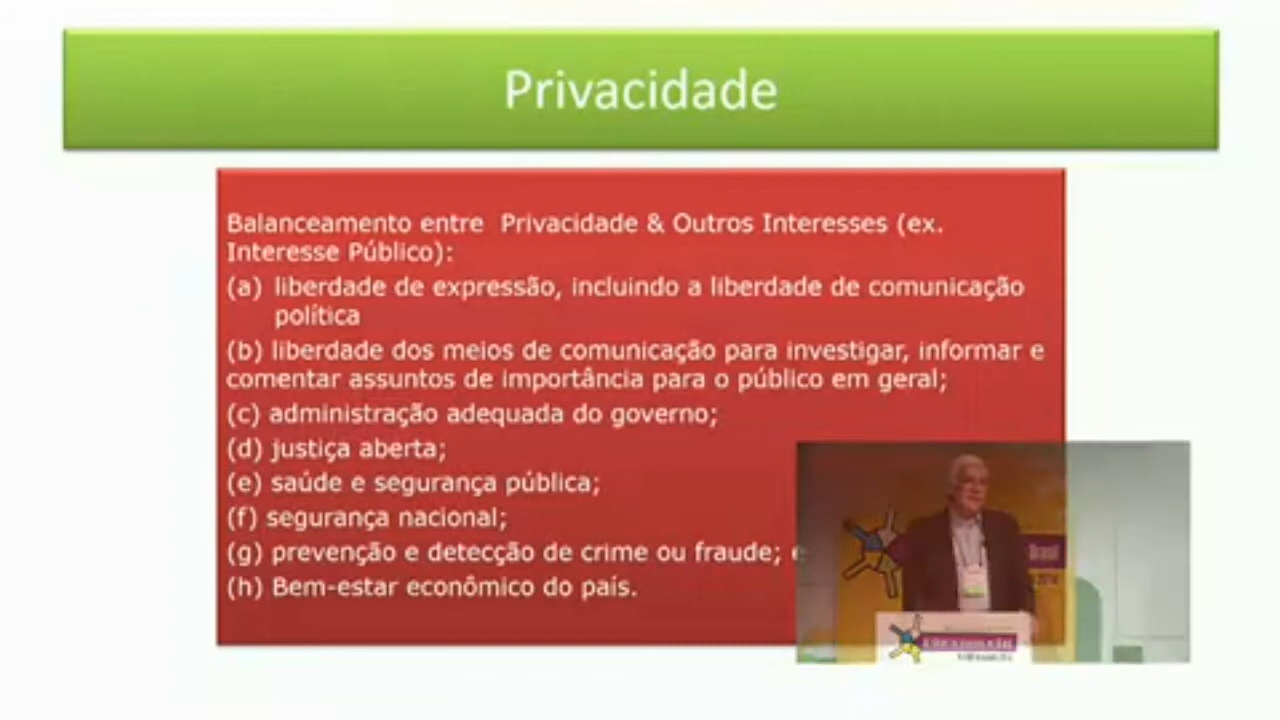 Privacidade
Balanceamento entre Privacidade & Outros Interesses (ex.
Interesse Público):
(a) liberdade de expressão, incluindo a liberdade de comunicação
política
(b) liberdade dos meios de comunicação para investigar, informar e
comentar assuntos de importância para o público em geral;
(c) administração adequada do governo;
(d) justiça aberta;
(e) saúde e segurança pública;
(f) segurança nacional;
(g) prevenção e detecção de crime ou fraude; e
(h) Bem-estar econômico do país.
Brasil